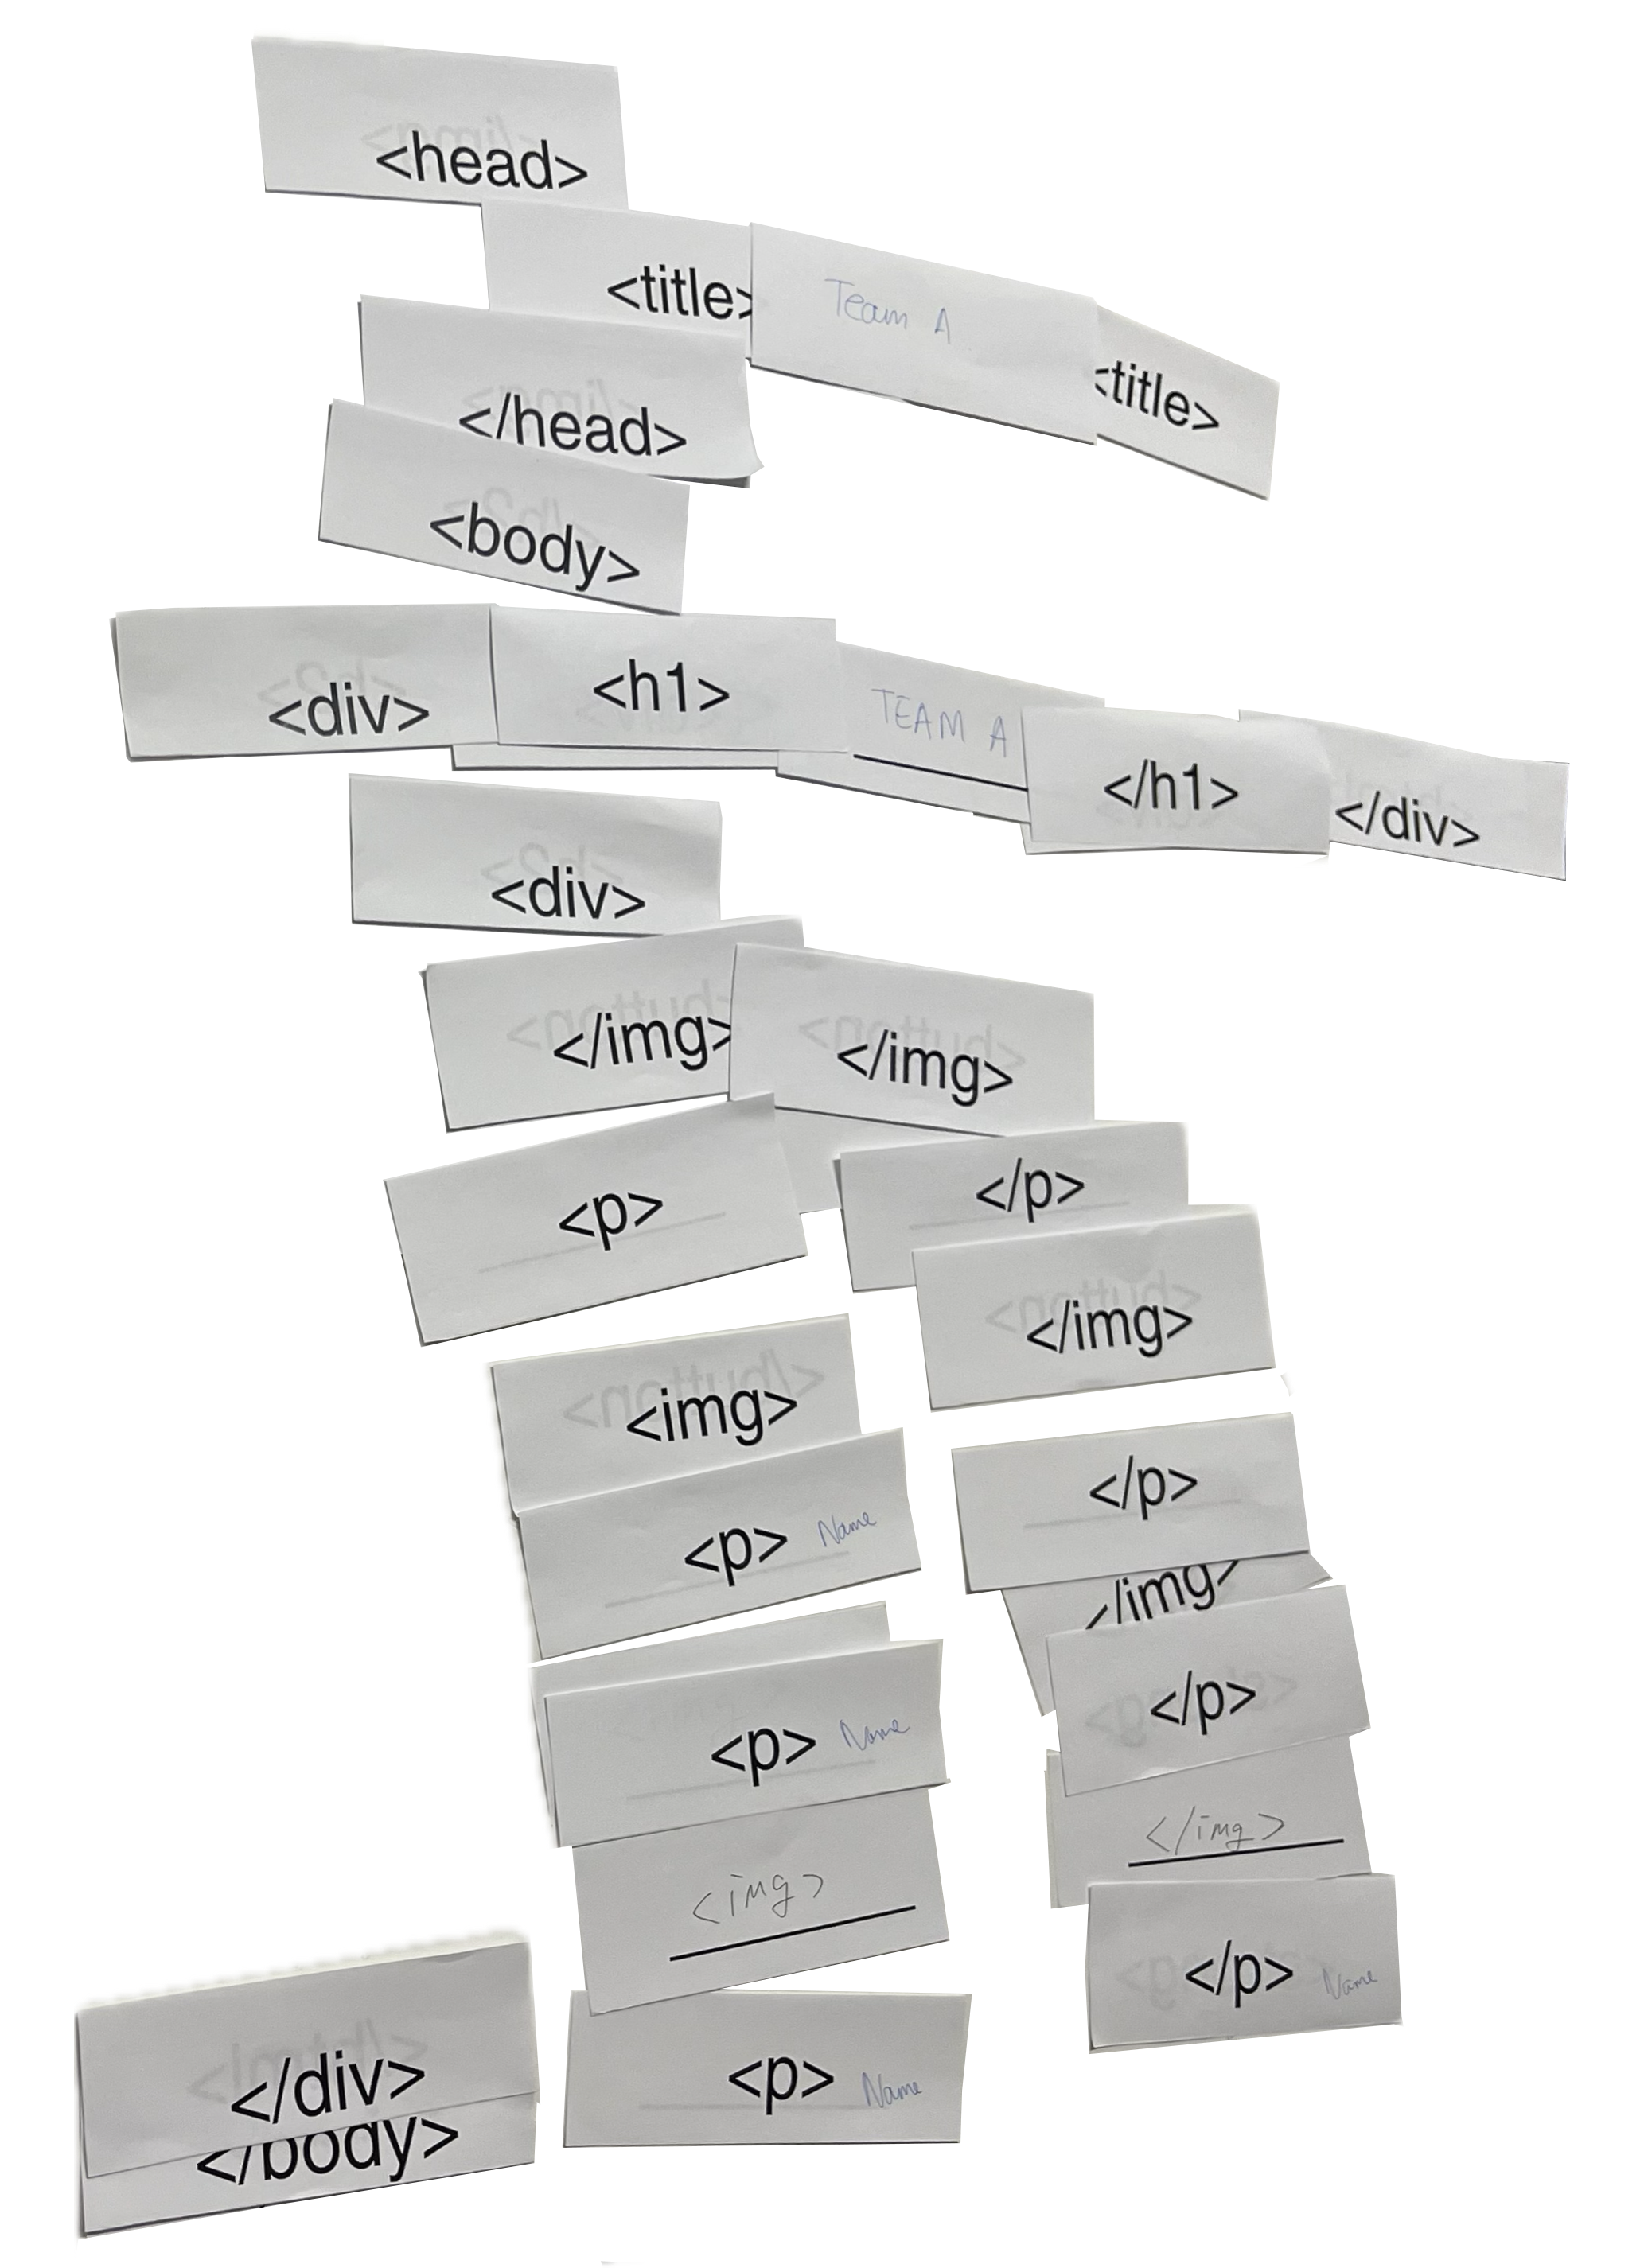 <head>
<title> Team A <title>
</head>
<body>
<div> <h1> TEAM A </h1> </div>
<div>
</img> </img>
<p> </p>
</img>
<img>
</p>
<p> Name
</img>
</p>
<p> Name
</img>
<img>
</p> Name
</div>
<p> Name
</body>